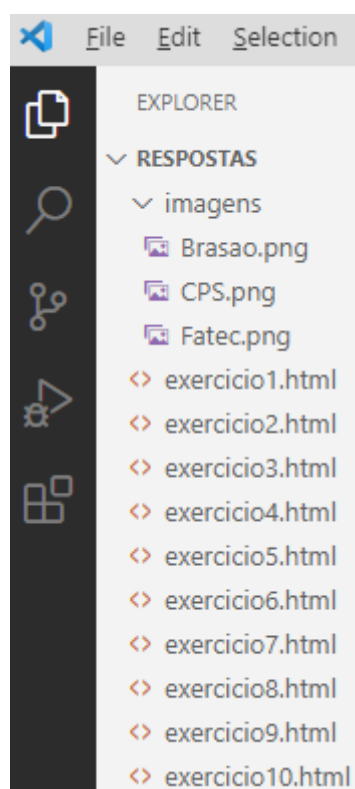 File Edit Selection
EXPLORER
RESPOSTAS
imagens
Brasao.png
CPS.png
Fatec.png
exercicio1.html
exercicio2.html
exercicio3.html
exercicio4.html
exercicio5.html
exercicio6.html
exercicio7.html
exercicio8.html
exercicio9.html
exercicio10.html